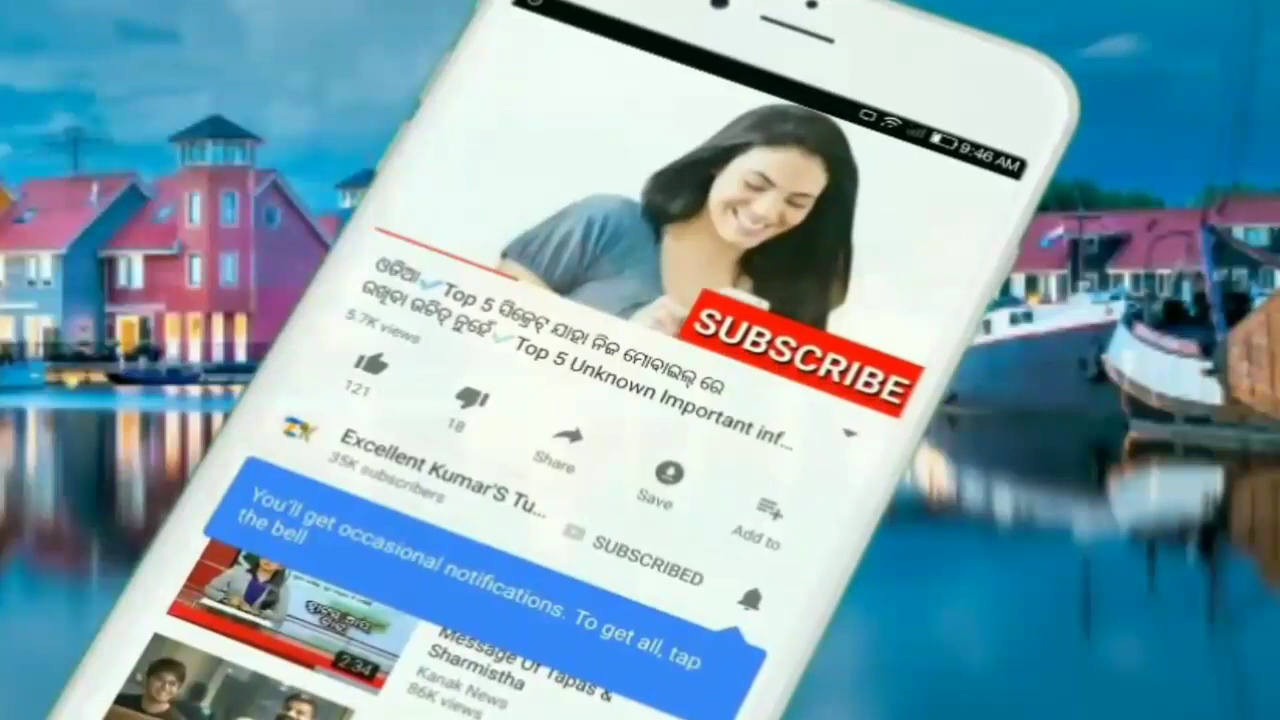 9:46 AM
SUBSCRIBE
ଓଡିଆ✓Top 5 ସିକ୍ରେଟ୍ ଯାହା ନିଜ ମୋବାଇଲ୍ ରେ
ରଖିବା ଉଚିତ୍ ନୁହେଁ✓Top 5 Unknown Important inf...
5.7K views
121
18
Share
Save
Add to
Excellent Kumar'S Tu...
35K subscribers
SUBSCRIBED
You'll get occasional notifications. To get all, tap
the bell
2:34
Message Of Tapas &
Sharmistha
Kanak News
86K views